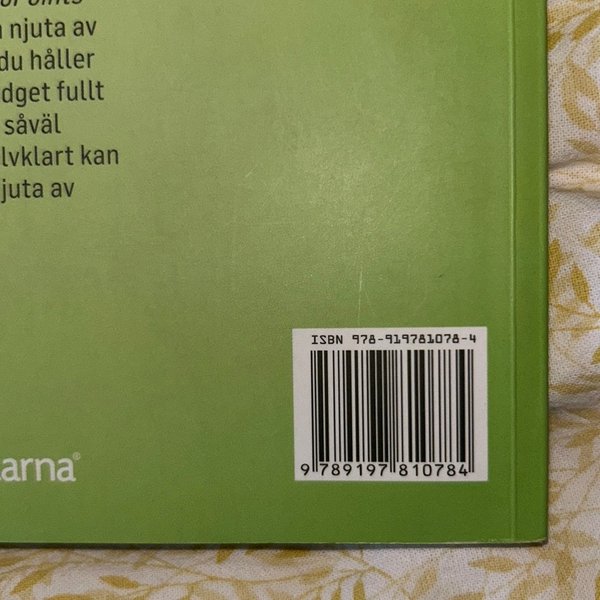 njuta av
du håller
dget fullt
såväl
lvklart kan
juta av
ISBN 978-919781078-4
9 789197 810784
arna®